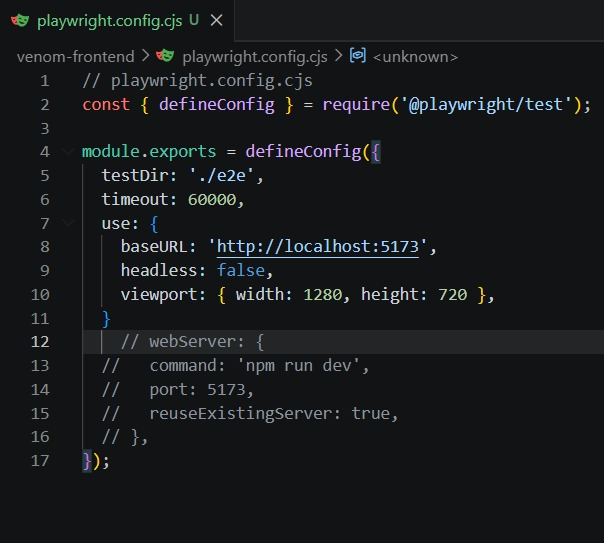 playwright.config.cjs U ×
venom-frontend > playwright.config.cjs > <unknown>
1 // playwright.config.cjs
2 const { defineConfig } = require('@playwright/test');
3
4 module.exports = defineConfig({
5   testDir: './e2e',
6   timeout: 60000,
7   use: {
8     baseURL: 'http://localhost:5173',
9     headless: false,
10     viewport: { width: 1280, height: 720 },
11   }
12     // webServer: {
13   //   command: 'npm run dev',
14   //   port: 5173,
15   //   reuseExistingServer: true,
16   // },
17 });